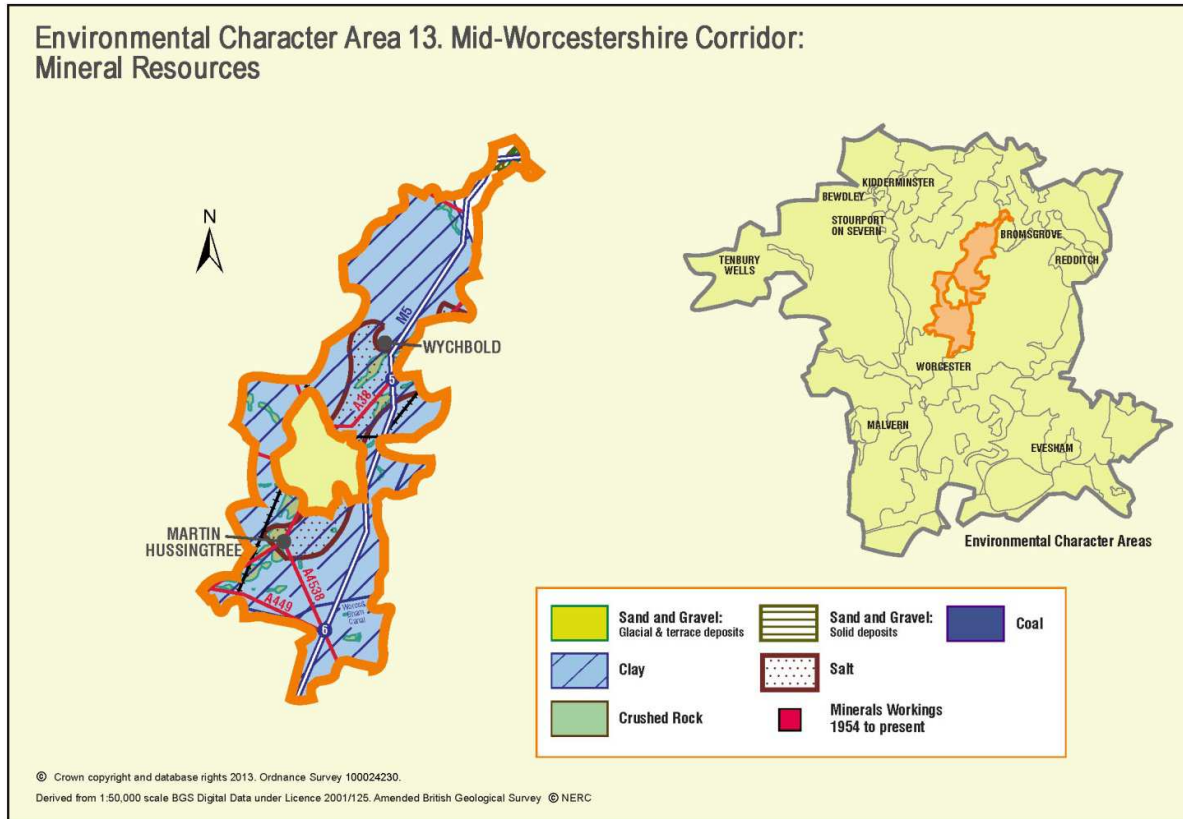 Environmental Character Area 13. Mid-Worcestershire Corridor:
Mineral Resources
N
M5
WYCHBOLD
5
A38
MARTIN
HUSSINGTREE
A4538
A449
6
Canal
KIDDERMINSTER
BEWDLEY
STOURPORT
ON SEVERN
BROMSGROVE
TENBURY
WELLS
REDDITCH
WORCESTER
MALVERN
EVESHAM
Environmental Character Areas
Sand and Gravel:
Glacial & terrace deposits
Sand and Gravel:
Solid deposits
Coal
Clay
Salt
Crushed Rock
Minerals Workings
1954 to present
© Crown copyright and database rights 2013. Ordnance Survey 100024230.
Derived from 1:50,000 scale BGS Digital Data under Licence 2001/125. Amended British Geological Survey © NERC